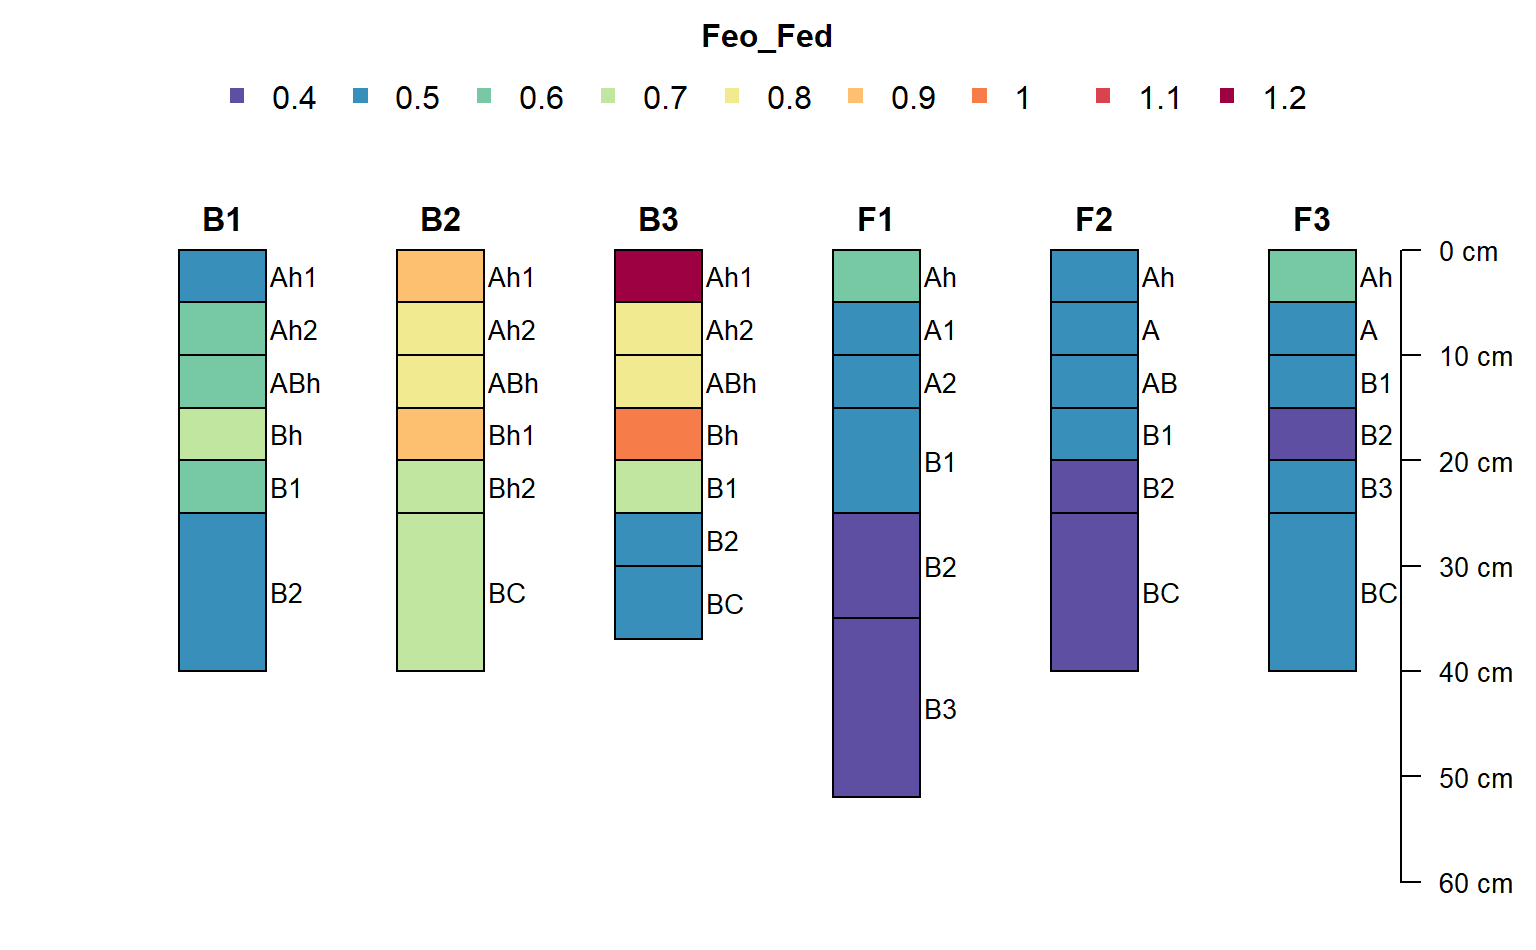 Feo_Fed
0.4 0.5 0.6 0.7 0.8 0.9 1 1.1 1.2
B1 B2 B3 F1 F2 F3
0 cm
Ah1 Ah1 Ah1 Ah Ah Ah
Ah2 Ah2 Ah2 A1 A A
10 cm
ABh ABh ABh A2 AB B1
Bh Bh1 Bh B1 B2
B1
20 cm
B1 Bh2 B1 B2 B3
B2
30 cm
B2
B2 BC BC BC
BC
40 cm
B3
50 cm
60 cm